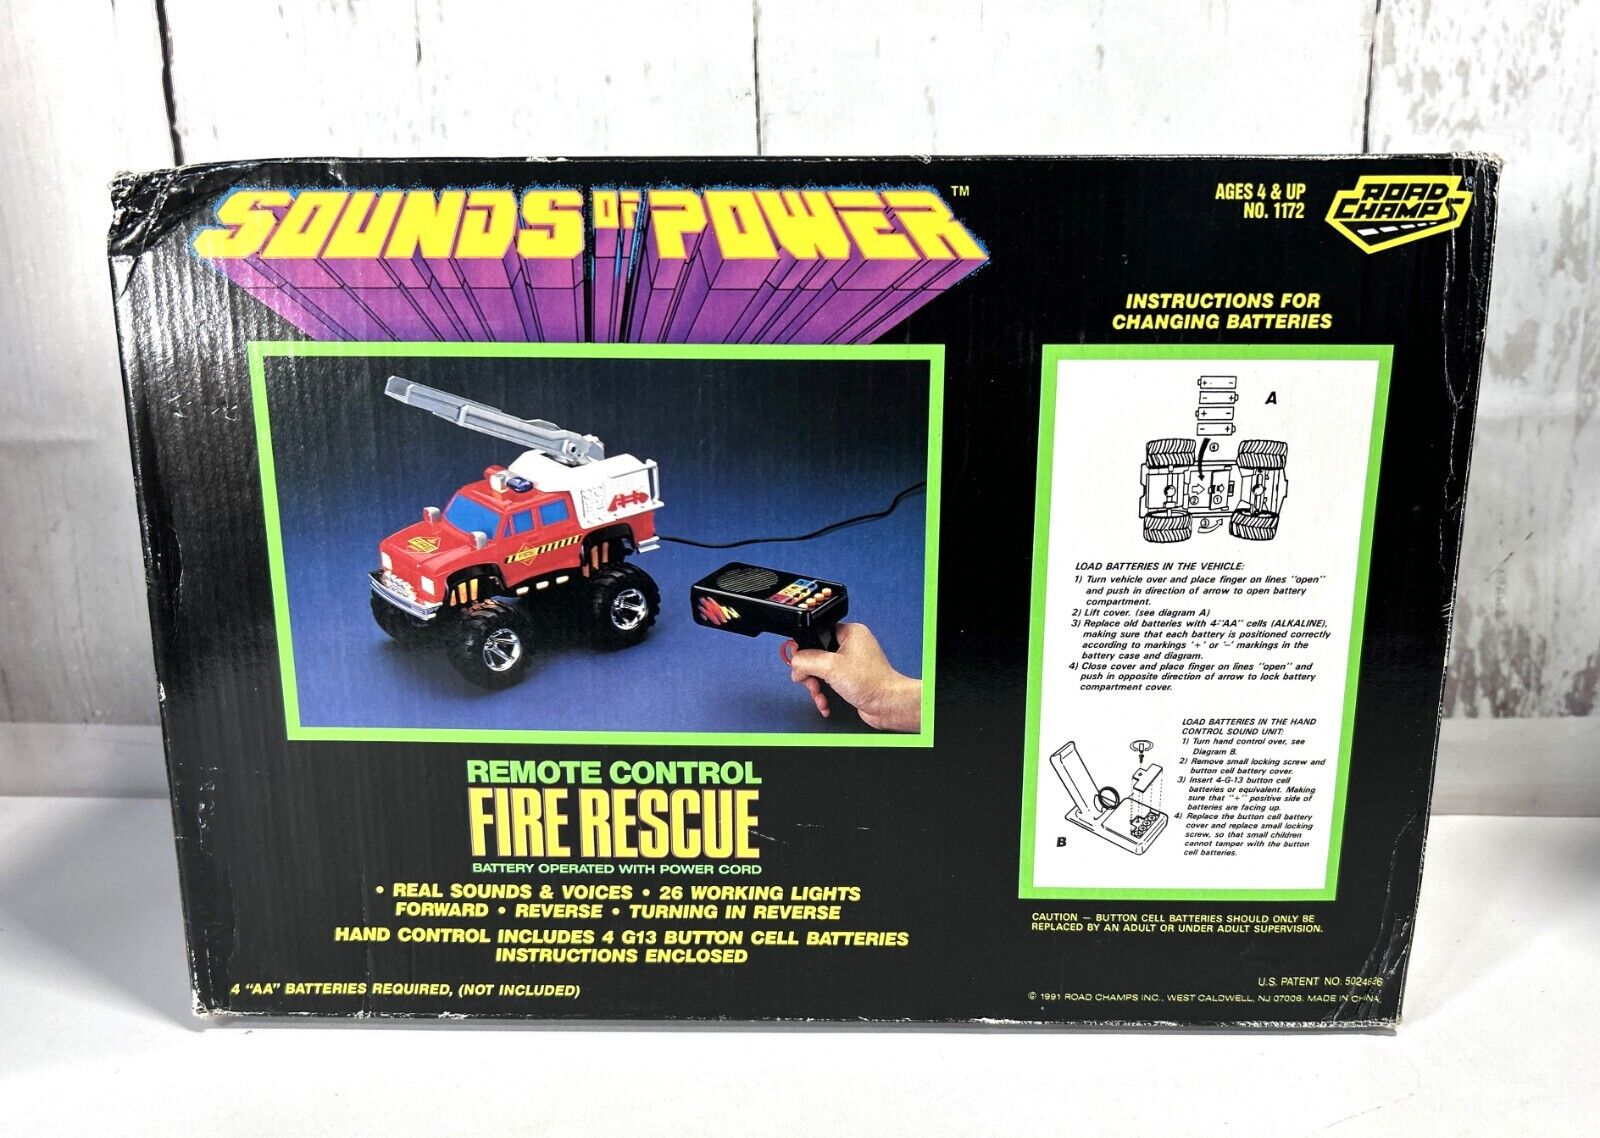 SOUNDS OF POWER™
AGES 4 & UP
NO. 1172
ROAD
CHAMPS
INSTRUCTIONS FOR
CHANGING BATTERIES
A
LOAD BATTERIES IN THE VEHICLE:
1) Turn vehicle over and place finger on lines "open"
and push in direction of arrow to open battery
compartment.
2) Lift cover. (see diagram A)
3) Replace old batteries with 4-"AA" cells (ALKALINE),
making sure that each battery is positioned correctly
according to markings '+' or '-' markings in the
battery case and diagram.
4) Close cover and place finger on lines "open" and
push in opposite direction of arrow to lock battery
compartment cover.
LOAD BATTERIES IN THE HAND
CONTROL SOUND UNIT:
1) Turn hand control over, see
Diagram B.
2) Remove small locking screw and
button cell battery cover.
3) Insert 4-G-13 button cell
batteries or equivalent. Making
sure that "+" positive side of
batteries are facing up.
4) Replace the button cell battery
cover and replace small locking
screw, so that small children
cannot tamper with the button
cell batteries.
B
CAUTION — BUTTON CELL BATTERIES SHOULD ONLY BE
REPLACED BY AN ADULT OR UNDER ADULT SUPERVISION.
FIRE
REMOTE CONTROL
FIRE RESCUE
BATTERY OPERATED WITH POWER CORD
• REAL SOUNDS & VOICES • 26 WORKING LIGHTS
FORWARD • REVERSE • TURNING IN REVERSE
HAND CONTROL INCLUDES 4 G13 BUTTON CELL BATTERIES
INSTRUCTIONS ENCLOSED
4 "AA" BATTERIES REQUIRED, (NOT INCLUDED)
U.S. PATENT NO. 5024626
© 1991 ROAD CHAMPS INC., WEST CALDWELL, NJ 07006. MADE IN CHINA